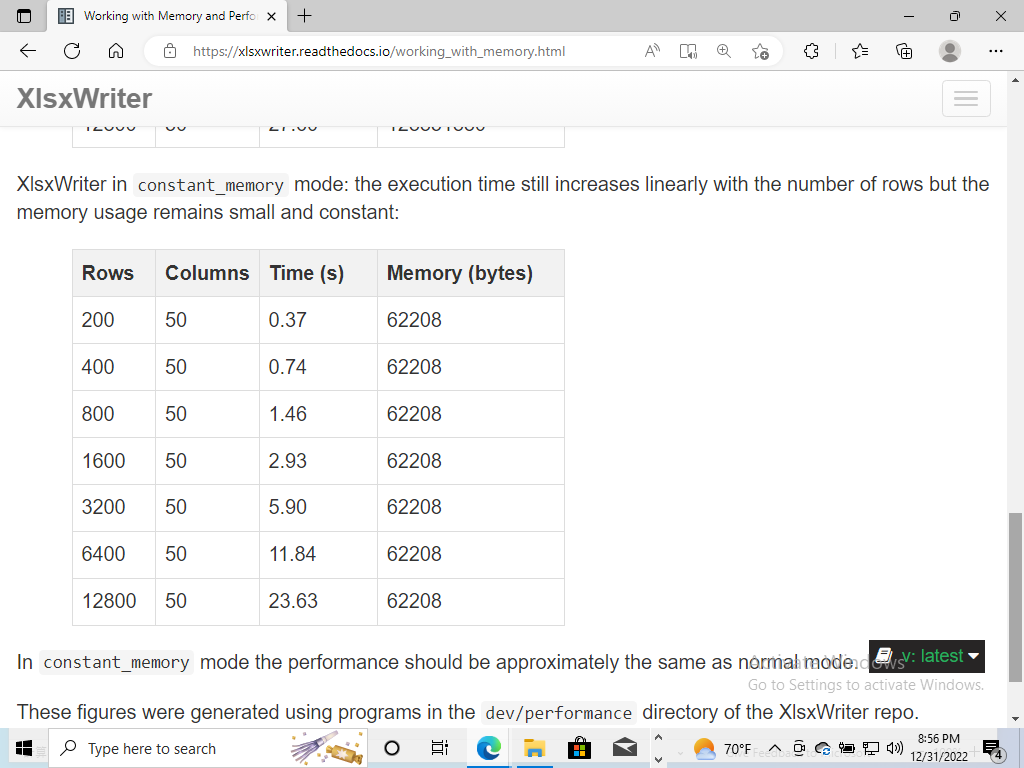 Working with Memory and Perfo
https://xlsxwriter.readthedocs.io/working_with_memory.html
XlsxWriter
XlsxWriter in constant_memory mode: the execution time still increases linearly with the number of rows but the
memory usage remains small and constant:
Rows Columns Time (s) Memory (bytes)
200 50 0.37 62208
400 50 0.74 62208
800 50 1.46 62208
1600 50 2.93 62208
3200 50 5.90 62208
6400 50 11.84 62208
12800 50 23.63 62208
In constant_memory mode the performance should be approximately the same as normal mode.
v: latest
Activate Windows
Go to Settings to activate Windows.
These figures were generated using programs in the dev/performance directory of the XlsxWriter repo.
Type here to search
70°F
8:56 PM
12/31/2022
4